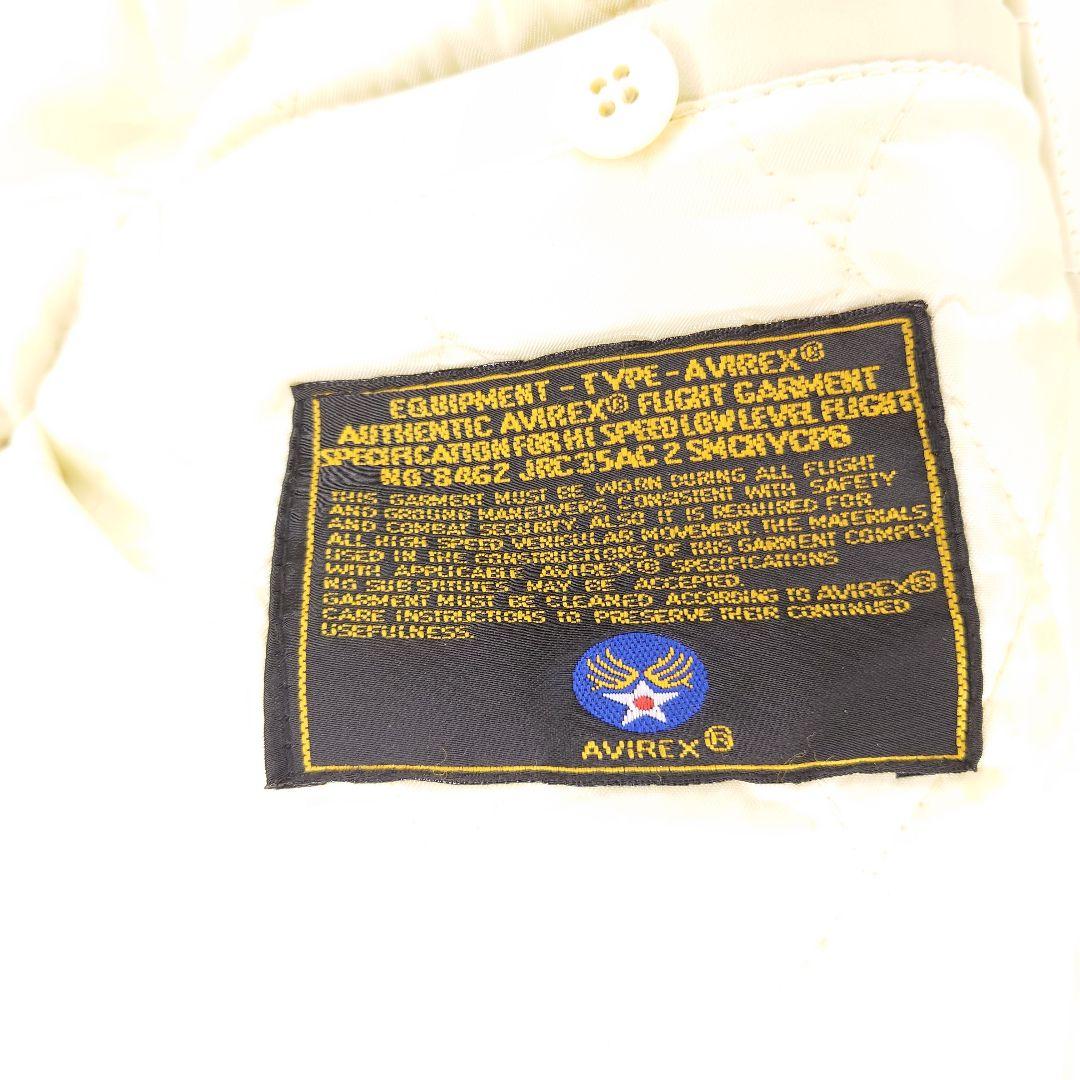 EQUIPMENT - TYPE - AVIREX®
AUTHENTIC AVIREX® FLIGHT GARMENT
SPECIFICATION FOR HI SPEED LOW LEVEL FLIGHT
NO 8462 JRC35AC 2 SMCRYCP6
THIS GARMENT MUST BE WORN DURING ALL FLIGHT
AND GROUND MANEUVERS CONSISTENT WITH SAFETY
AND COMBAT SECURITY. ALSO IT IS REQUIRED FOR
ALL HIGH SPEED VEHICULAR MOVEMENT. THE MATERIALS
USED IN THE CONSTRUCTIONS OF THIS GARMENT COMPLY
WITH APPLICABLE AVIREX® SPECIFICATIONS
NO SUBSTITUTES MAY BE ACCEPTED.
GARMENT MUST BE CLEANED ACCORDING TO AVIREX®
CARE INSTRUCTIONS TO PRESERVE THEIR CONTINUED
USEFULNESS.
AVIREX®